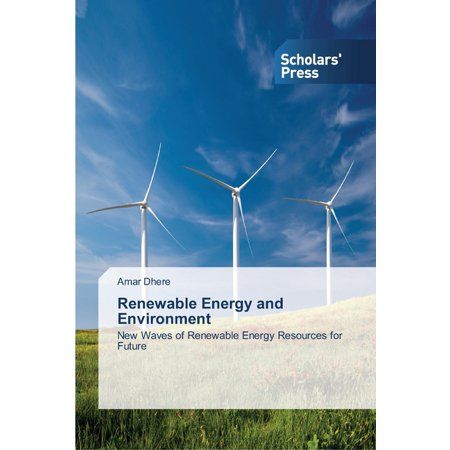 Scholars'
Press
Amar Dhere
Renewable Energy and
Environment
New Waves of Renewable Energy Resources for
Future